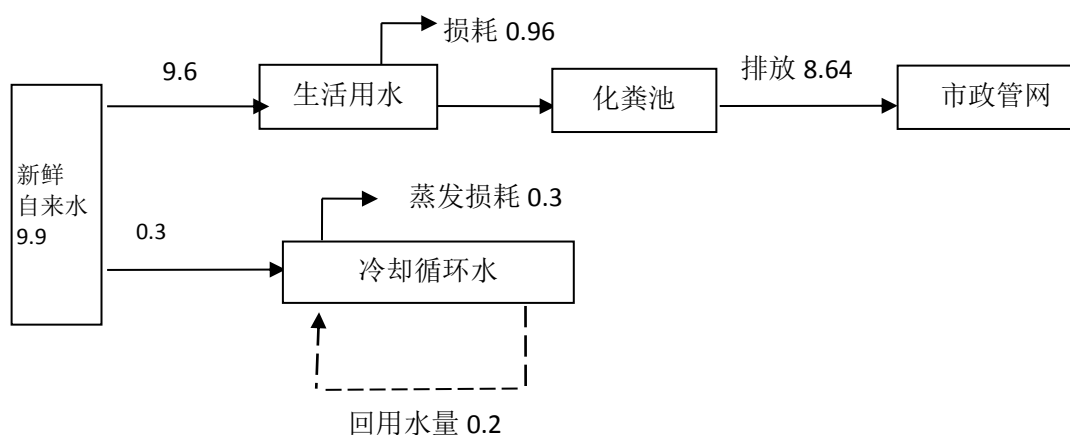 损耗 0.96
9.6
生活用水
化粪池
排放 8.64
市政管网
新鲜
自来水
9.9
蒸发损耗 0.3
0.3
冷却循环水
回用水量 0.2